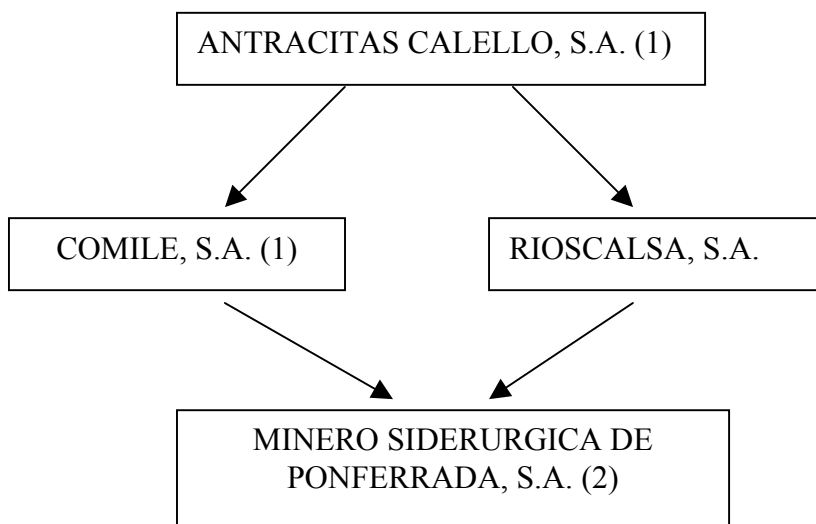 ANTRACITAS CALELLO, S.A. (1)
COMILE, S.A. (1)
RIOSCALSA, S.A.
MINERO SIDERURGICA DE
PONFERRADA, S.A. (2)